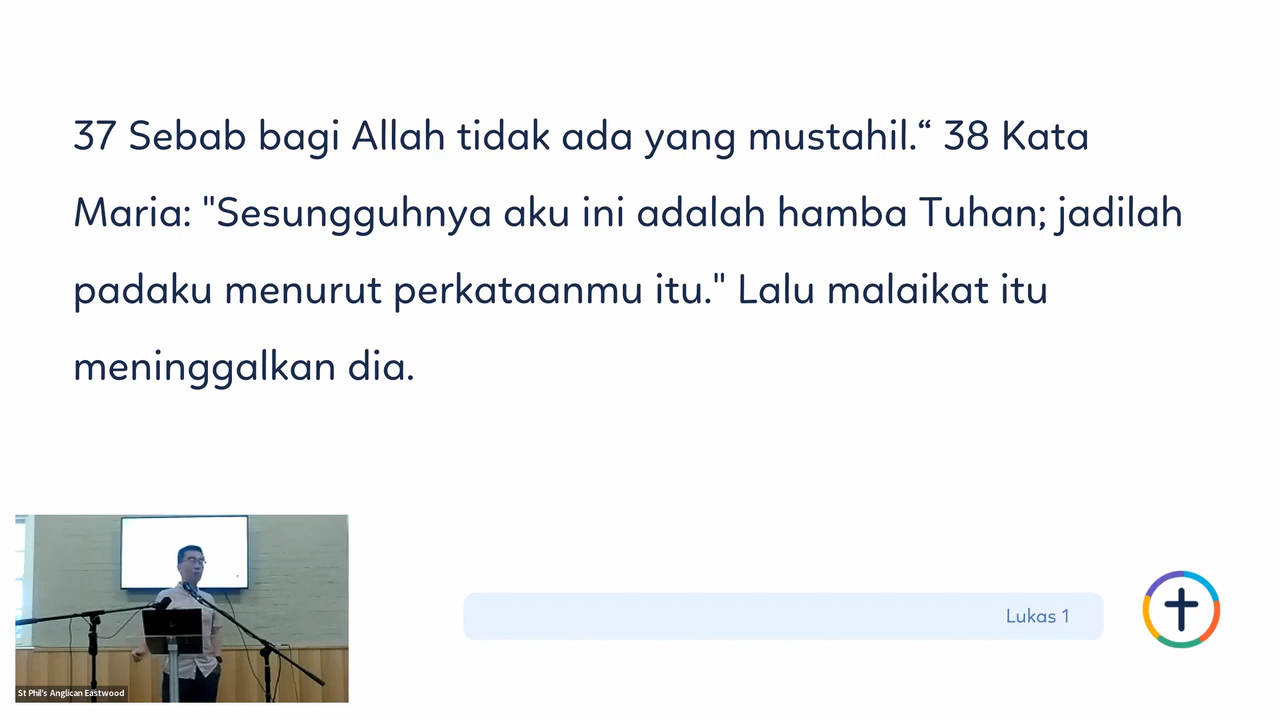 37 Sebab bagi Allah tidak ada yang mustahil.“ 38 Kata
Maria: "Sesungguhnya aku ini adalah hamba Tuhan; jadilah
padaku menurut perkataanmu itu." Lalu malaikat itu
meninggalkan dia.
Lukas 1
St Phil's Anglican Eastwood